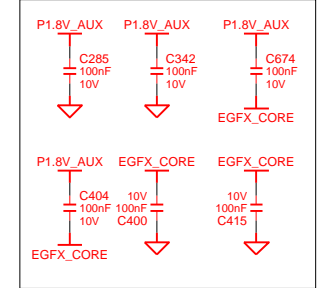 P1.8V_AUX P1.8V_AUX P1.8V_AUX
C285 C342 C674
100nF 100nF 100nF
10V 10V 10V
EGFX_CORE
P1.8V_AUX EGFX_CORE EGFX_CORE
C404 10V 10V
100nF 100nF 100nF
10V C400 C415
EGFX_CORE